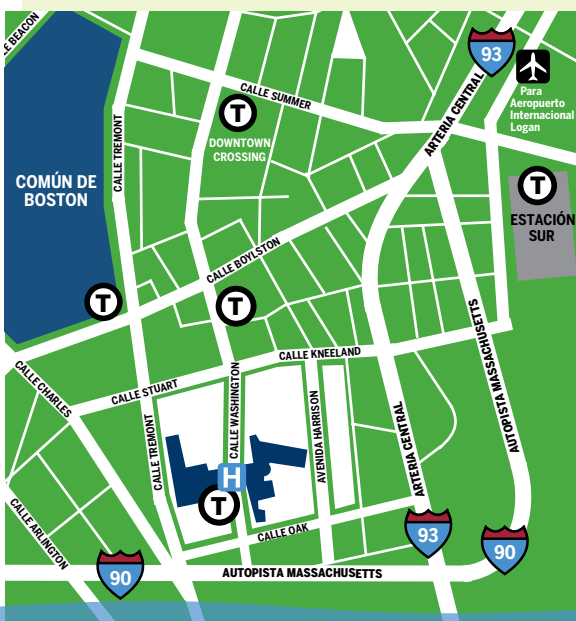 LE BEACON
93
Para
Aeropuerto
Internacional
Logan
CALLE SUMMER
ARTERIA CENTRAL
T
DOWNTOWN
CROSSING
CALLE TREMONT
COMÚN DE
BOSTON
T
ESTACIÓN
SUR
CALLE BOYLSTON
T
T
CALLE KNEELAND
CALLE STUART
CALLE CHARLES
CALLE WASHINGTON
AUTOPISTA MASSACHUSETTS
CALLE TREMONT
AVENIDA HARRISON
ARTERIA CENTRAL
H
T
CALLE OAK
CALLE ARLINGTON
93
90
90
AUTOPISTA MASSACHUSETTS